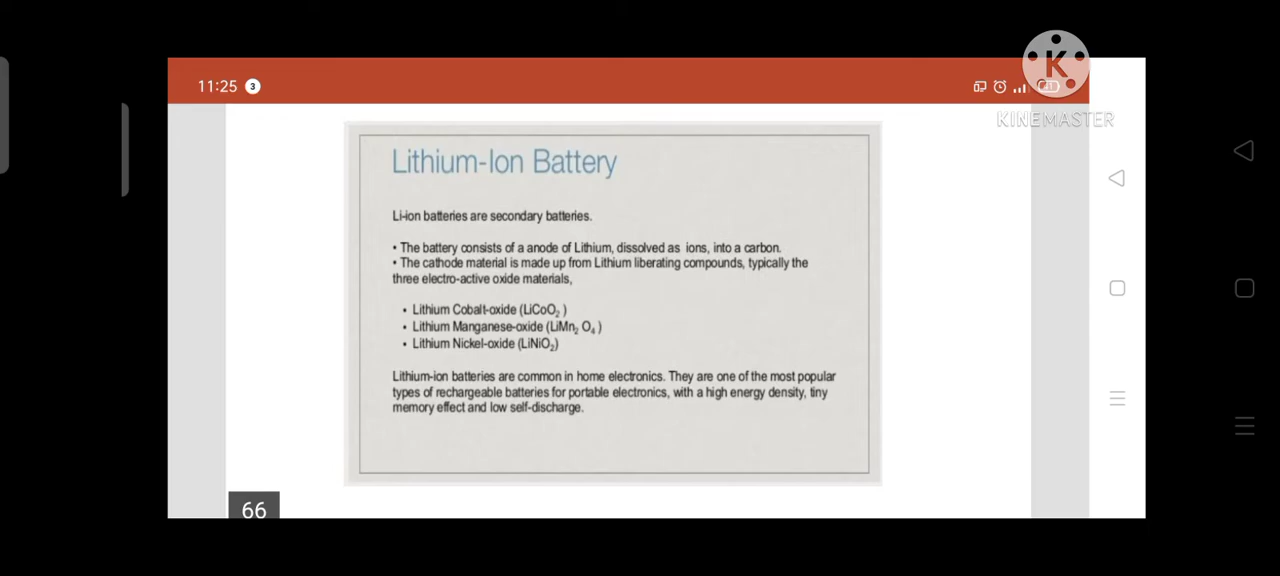 11:25 3
K
KINEMASTER
Lithium-Ion Battery
Li-ion batteries are secondary batteries.
• The battery consists of a anode of Lithium, dissolved as ions, into a carbon.
• The cathode material is made up from Lithium liberating compounds, typically the
three electro-active oxide materials,
• Lithium Cobalt-oxide (LiCoO₂ )
• Lithium Manganese-oxide (LiMn₂ O₄ )
• Lithium Nickel-oxide (LiNiO₂)
Lithium-ion batteries are common in home electronics. They are one of the most popular
types of rechargeable batteries for portable electronics, with a high energy density, tiny
memory effect and low self-discharge.
66